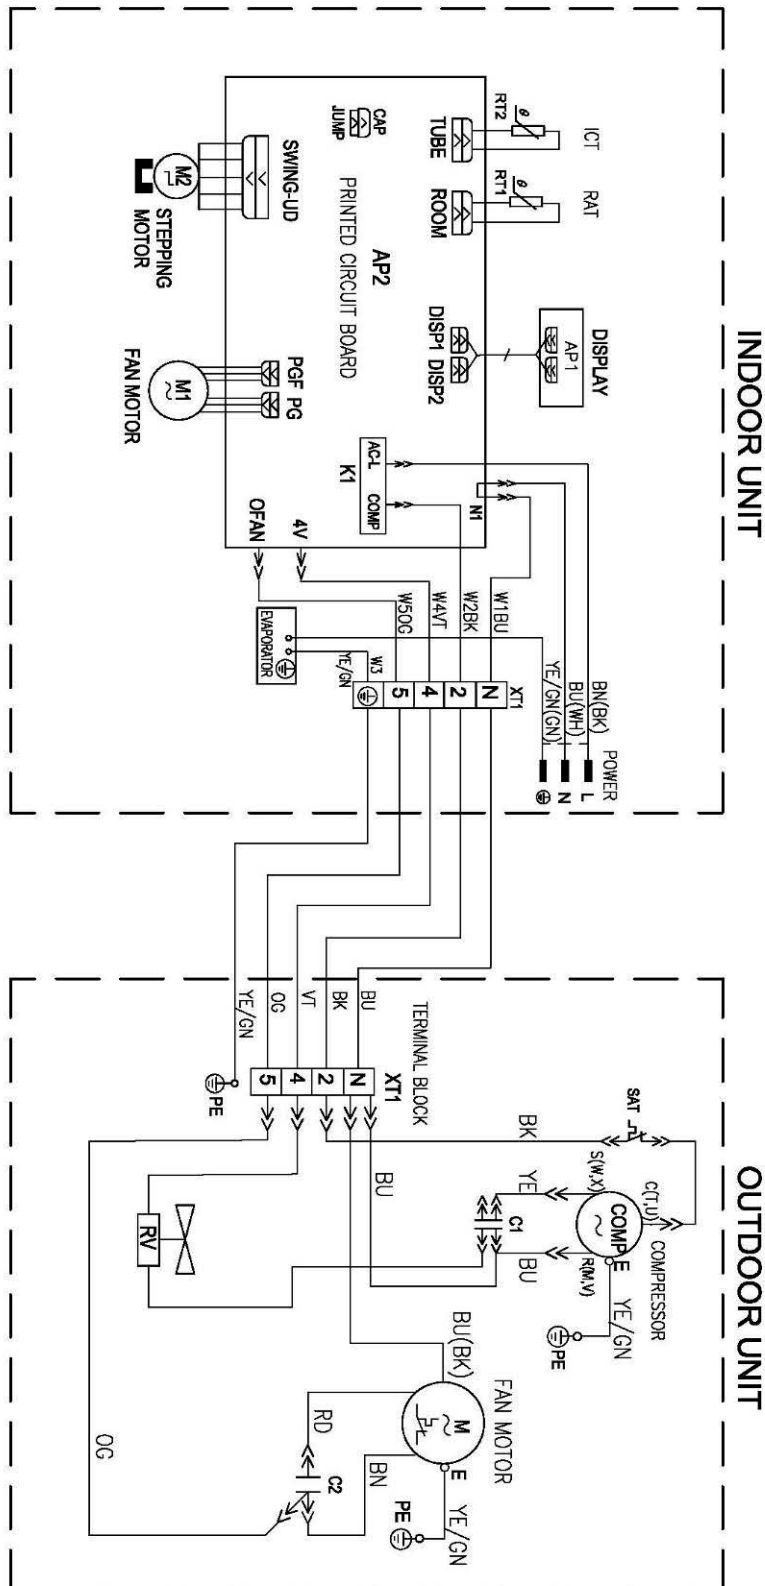 INDOOR UNIT
POWER
L
N
BN(BK)
BU(WH)
YE/GN(GN)
ICT
RAT
RT2
RT1
θ
θ
TUBE
ROOM
DISPLAY
AP1
DISP1 DISP2
CAP
JUMP
AP2
PRINTED CIRCUIT BOARD
SWING-UD
M2
STEPPING
MOTOR
PGF PG
M1
~
FAN MOTOR
AC-L
COMP
K1
N1
4V
OFAN
W1BU
W2BK
W4VT
W5OG
W3
YE/GN
EVAPORATOR
XT1
N
2
4
5
OUTDOOR UNIT
TERMINAL BLOCK
XT1
BU
BK
VT
OG
YE/GN
N
2
4
5
PE
SAT
BK
C(T,U)
S(W,X)
R(M,V)
COMP
~
E
COMPRESSOR
YE
BU
C1
BU
YE/GN
PE
RV
BU(BK)
FAN MOTOR
M
~
E
RD
BN
C2
YE/GN
PE
OG